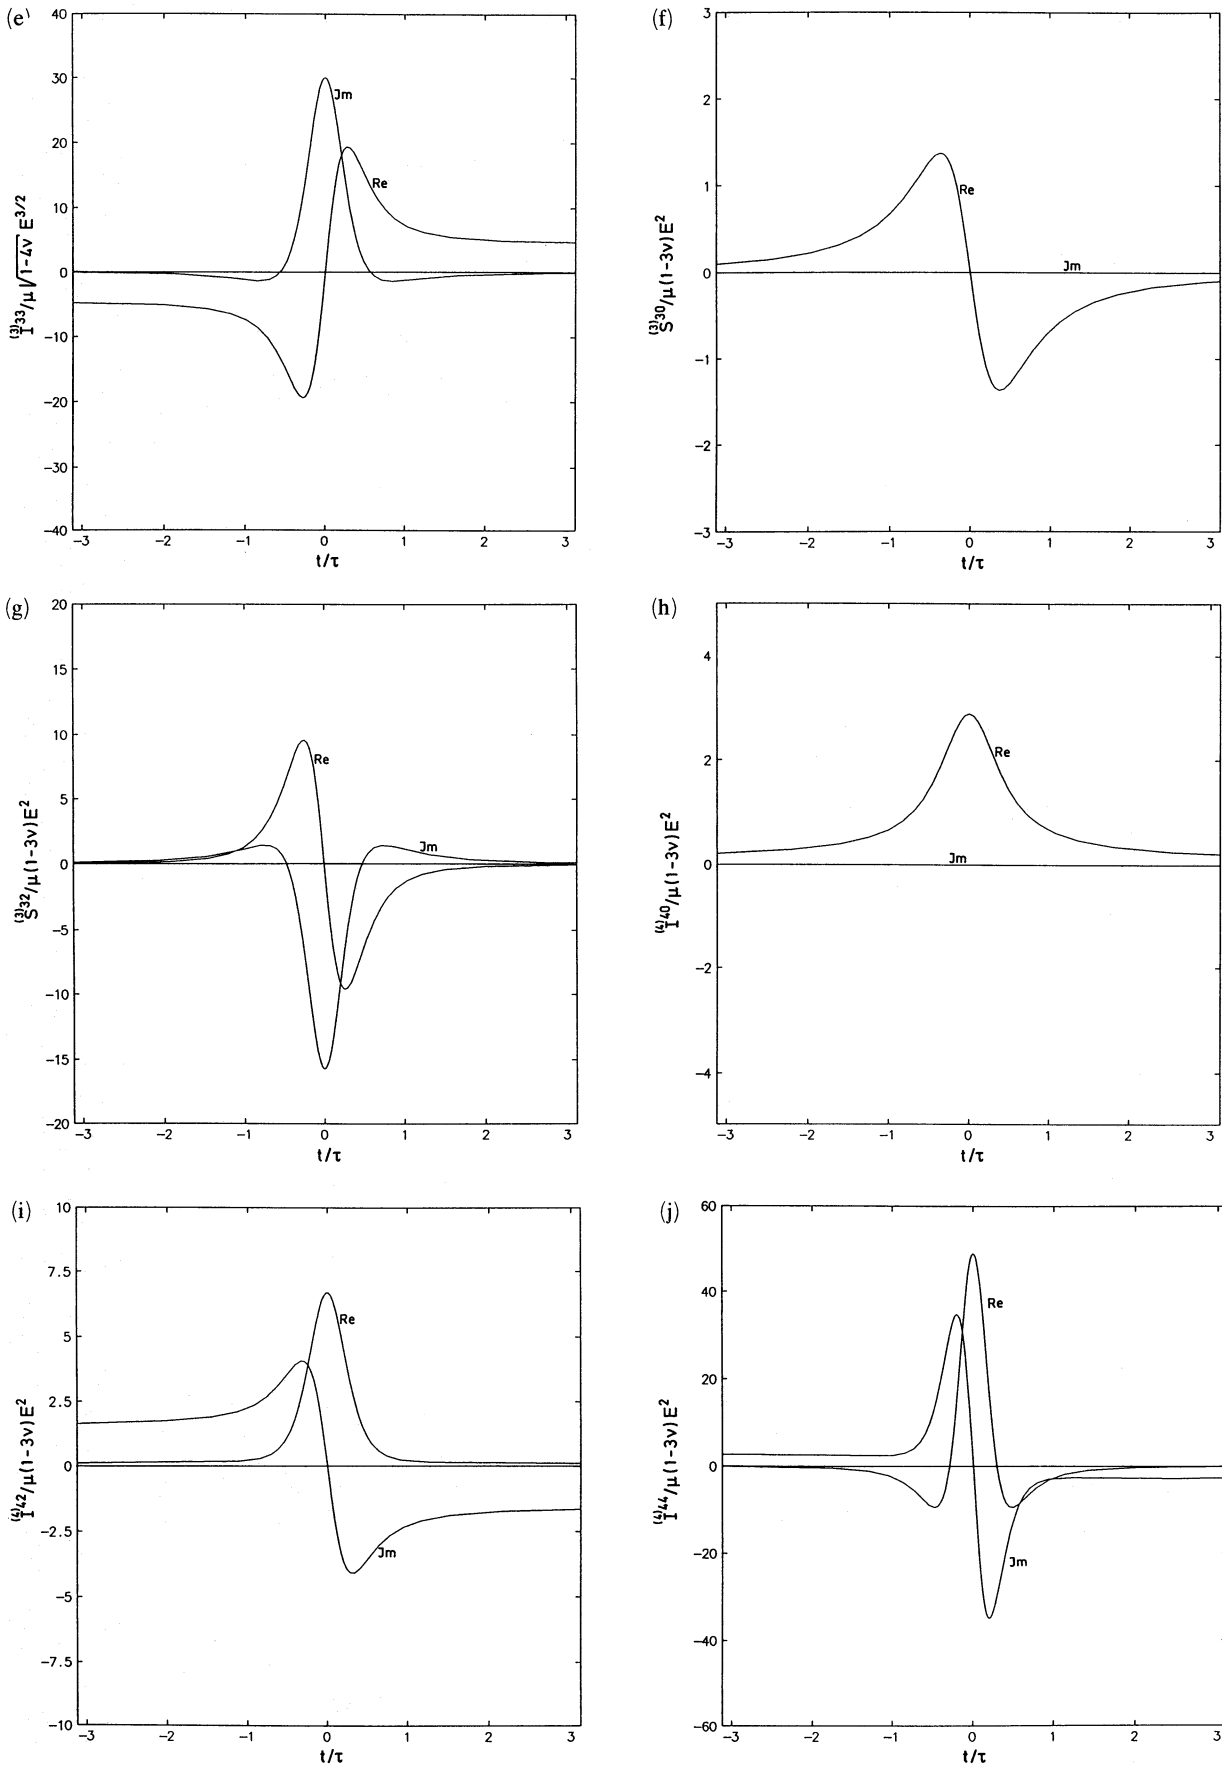 (e)
40
30
20
10
0
−10
−20
−30
−40
−3 −2 −1 0 1 2 3
t/τ
(3)I33/μ√1-4ν E3/2
Jm
Re
(f)
3
2
1
0
−1
−2
−3
−3 −2 −1 0 1 2 3
t/τ
(3)S30/μ(1-3ν)E2
Re
Jm
(g)
20
15
10
5
0
−5
−10
−15
−20
−3 −2 −1 0 1 2 3
t/τ
(3)S32/μ(1-3ν)E2
Re
Jm
(h)
4
2
0
−2
−4
−3 −2 −1 0 1 2 3
t/τ
(4)I40/μ(1-3ν)E2
Re
Jm
(i)
10
7.5
5
2.5
0
−2.5
−5
−7.5
−10
−3 −2 −1 0 1 2 3
t/τ
(4)I42/μ(1-3ν)E2
Re
Jm
(j)
60
40
20
0
−20
−40
−60
−3 −2 −1 0 1 2 3
t/τ
(4)I44/μ(1-3ν)E2
Re
Jm